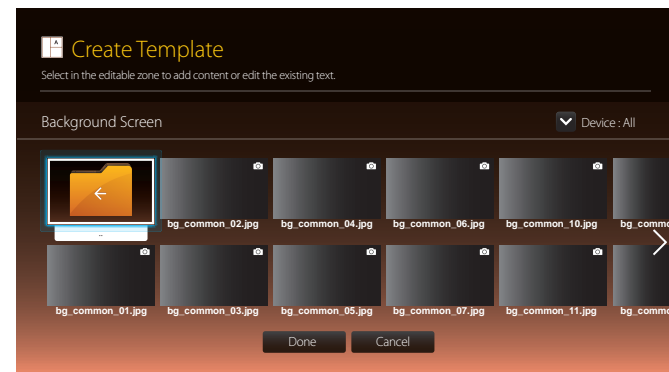 A
Create Template
Select in the editable zone to add content or edit the existing text.
Background Screen
Device : All
..
bg_common_02.jpg bg_common_04.jpg bg_common_06.jpg bg_common_10.jpg bg_commo
bg_common_01.jpg bg_common_03.jpg bg_common_05.jpg bg_common_07.jpg bg_common_11.jpg bg_commo
Done Cancel